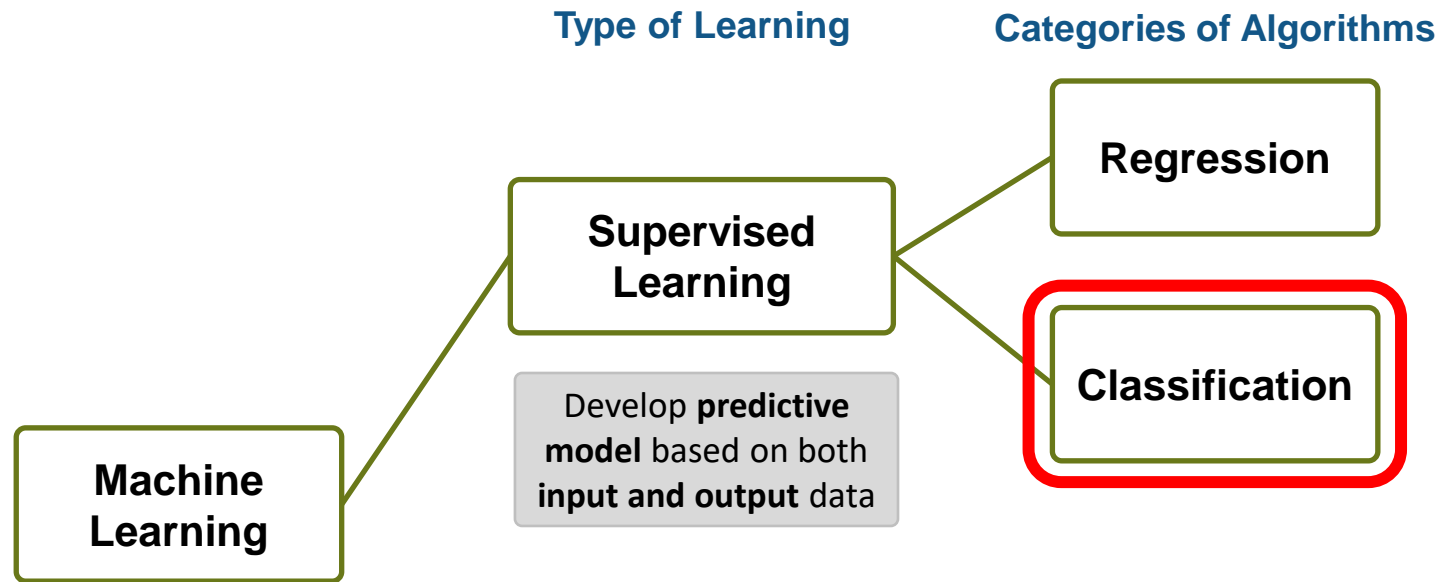 Type of Learning
Categories of Algorithms
Regression
Supervised
Learning
Classification
Develop predictive
model based on both
input and output data
Machine
Learning